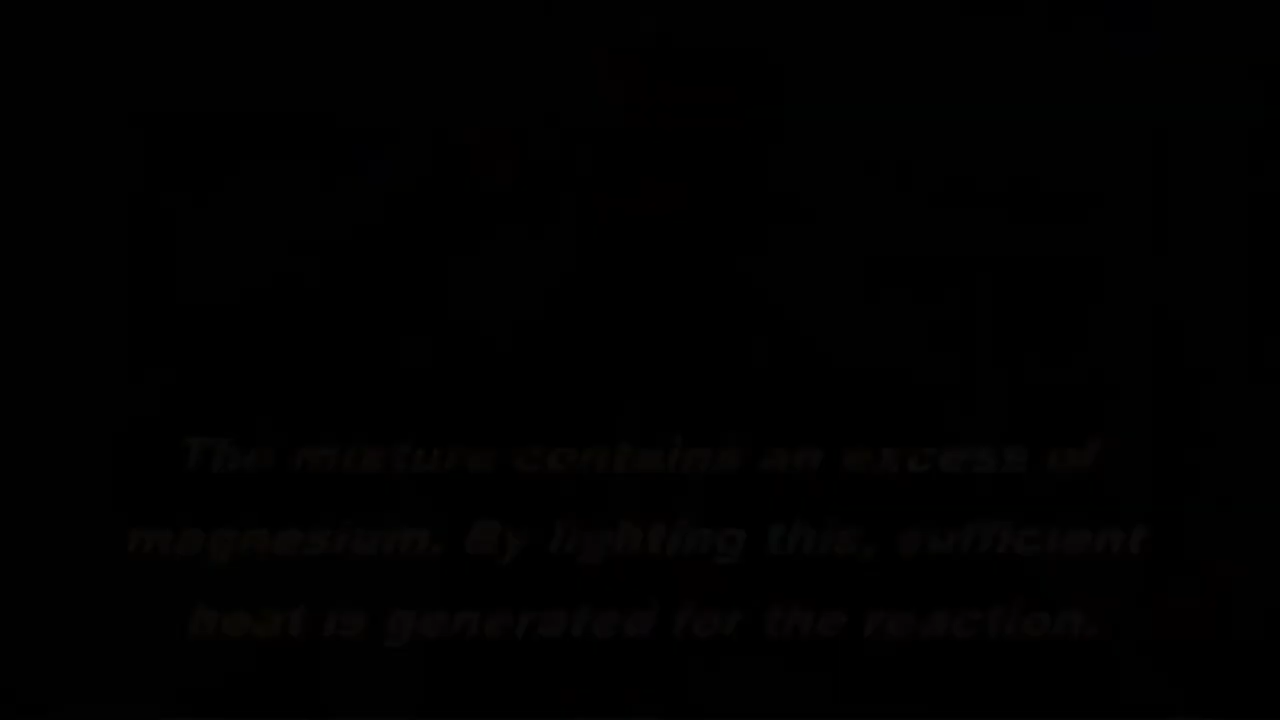 The mixture contains an excess of
magnesium. By lighting this, sufficient
heat is generated for the reaction.